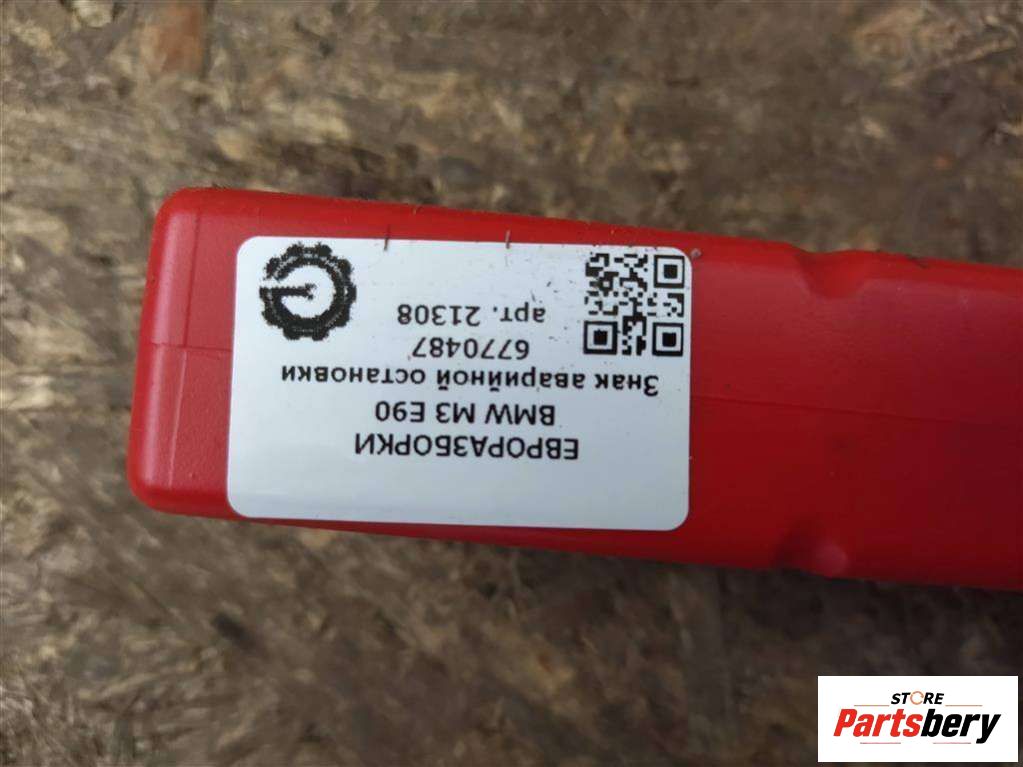 ЕВРОРАЗБОРКИ
BMW M3 E90
Знак аварийной остановки
6770487
арт. 21308
STORE
Partsbery